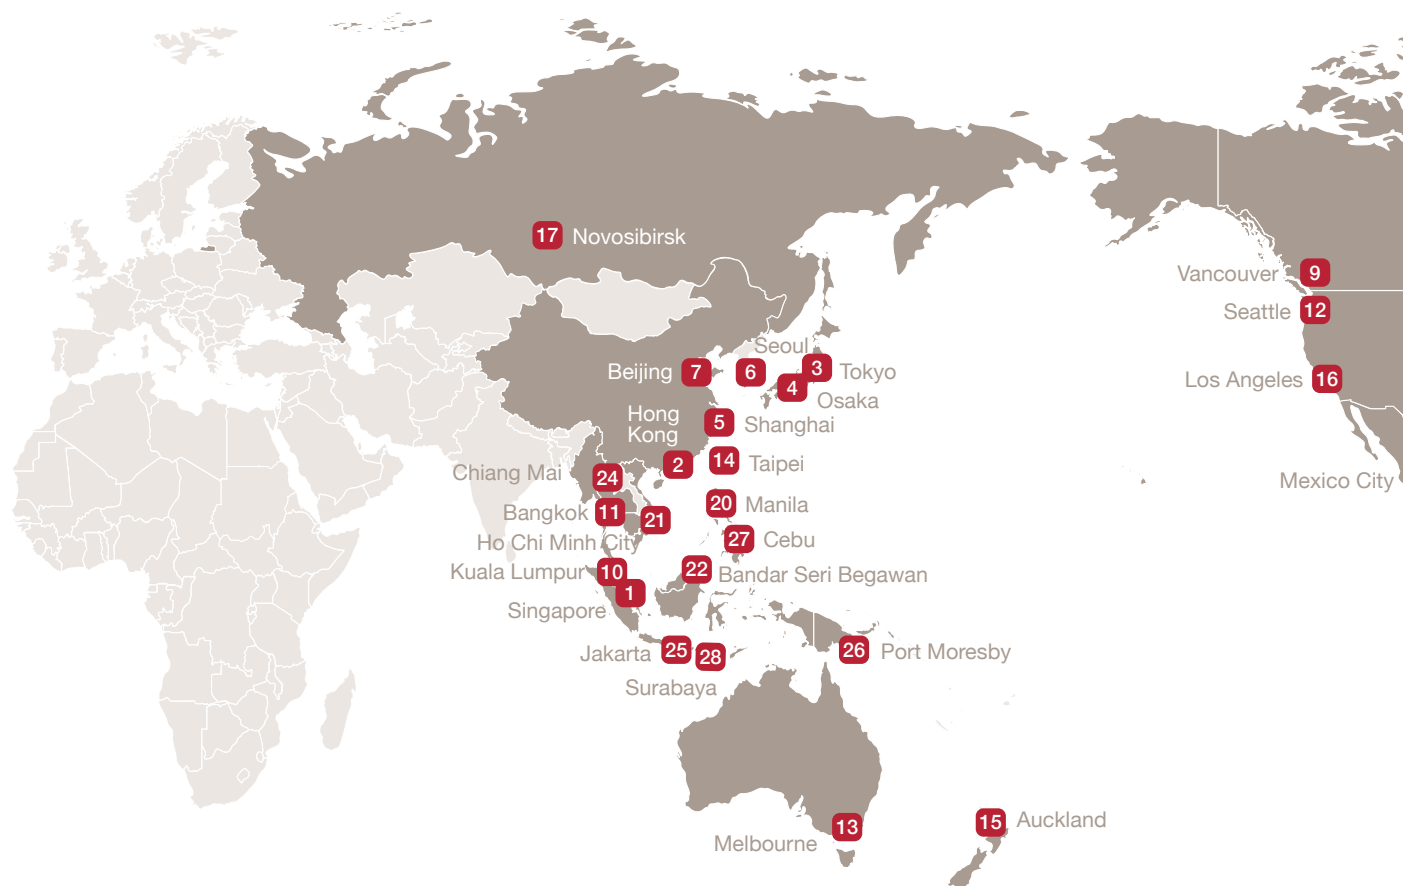 17 Novosibirsk
Vancouver 9
Seattle 12
Seoul
Beijing 7
6
3 Tokyo
Los Angeles 16
4
Osaka
Hong
Kong
5 Shanghai
2
14 Taipei
Chiang Mai 24
Mexico City
Bangkok 11
20 Manila
21
Ho Chi Minh City
27 Cebu
Kuala Lumpur 10
22 Bandar Seri Begawan
Singapore 1
Jakarta 25
28
Surabaya
26 Port Moresby
15 Auckland
13
Melbourne